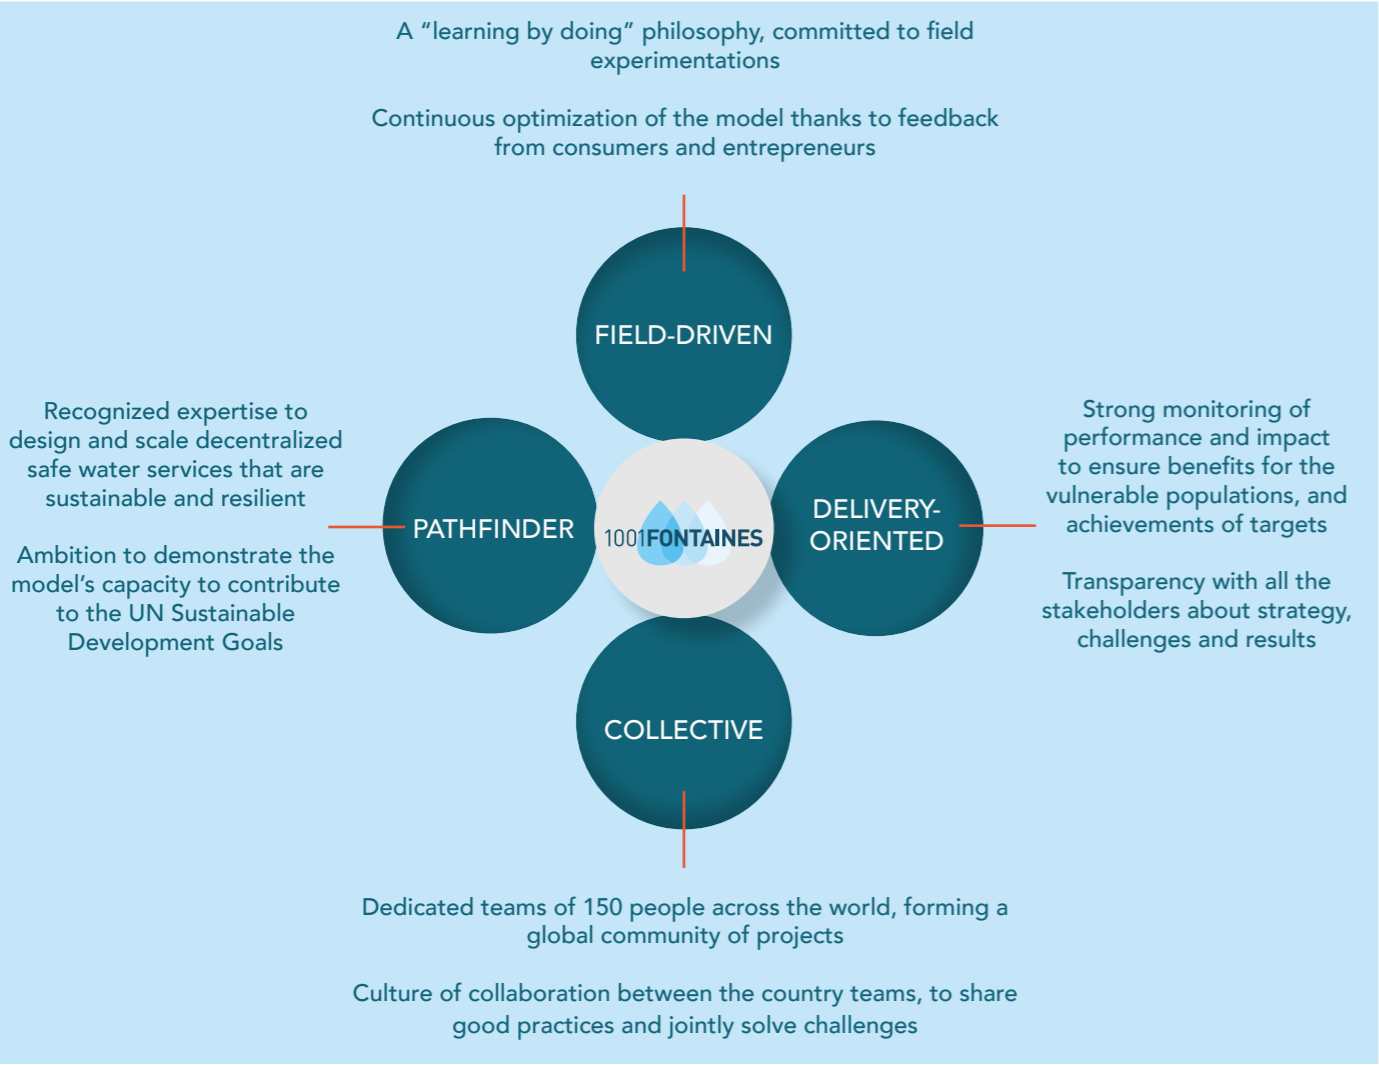 A “learning by doing” philosophy, committed to field
experimentations
Continuous optimization of the model thanks to feedback
from consumers and entrepreneurs
FIELD-DRIVEN
Recognized expertise to
design and scale decentralized
safe water services that are
sustainable and resilient
Ambition to demonstrate the
model’s capacity to contribute
to the UN Sustainable
Development Goals
PATHFINDER
1001FONTAINES
DELIVERY-
ORIENTED
Strong monitoring of
performance and impact
to ensure benefits for the
vulnerable populations, and
achievements of targets
Transparency with all the
stakeholders about strategy,
challenges and results
COLLECTIVE
Dedicated teams of 150 people across the world, forming a
global community of projects
Culture of collaboration between the country teams, to share
good practices and jointly solve challenges